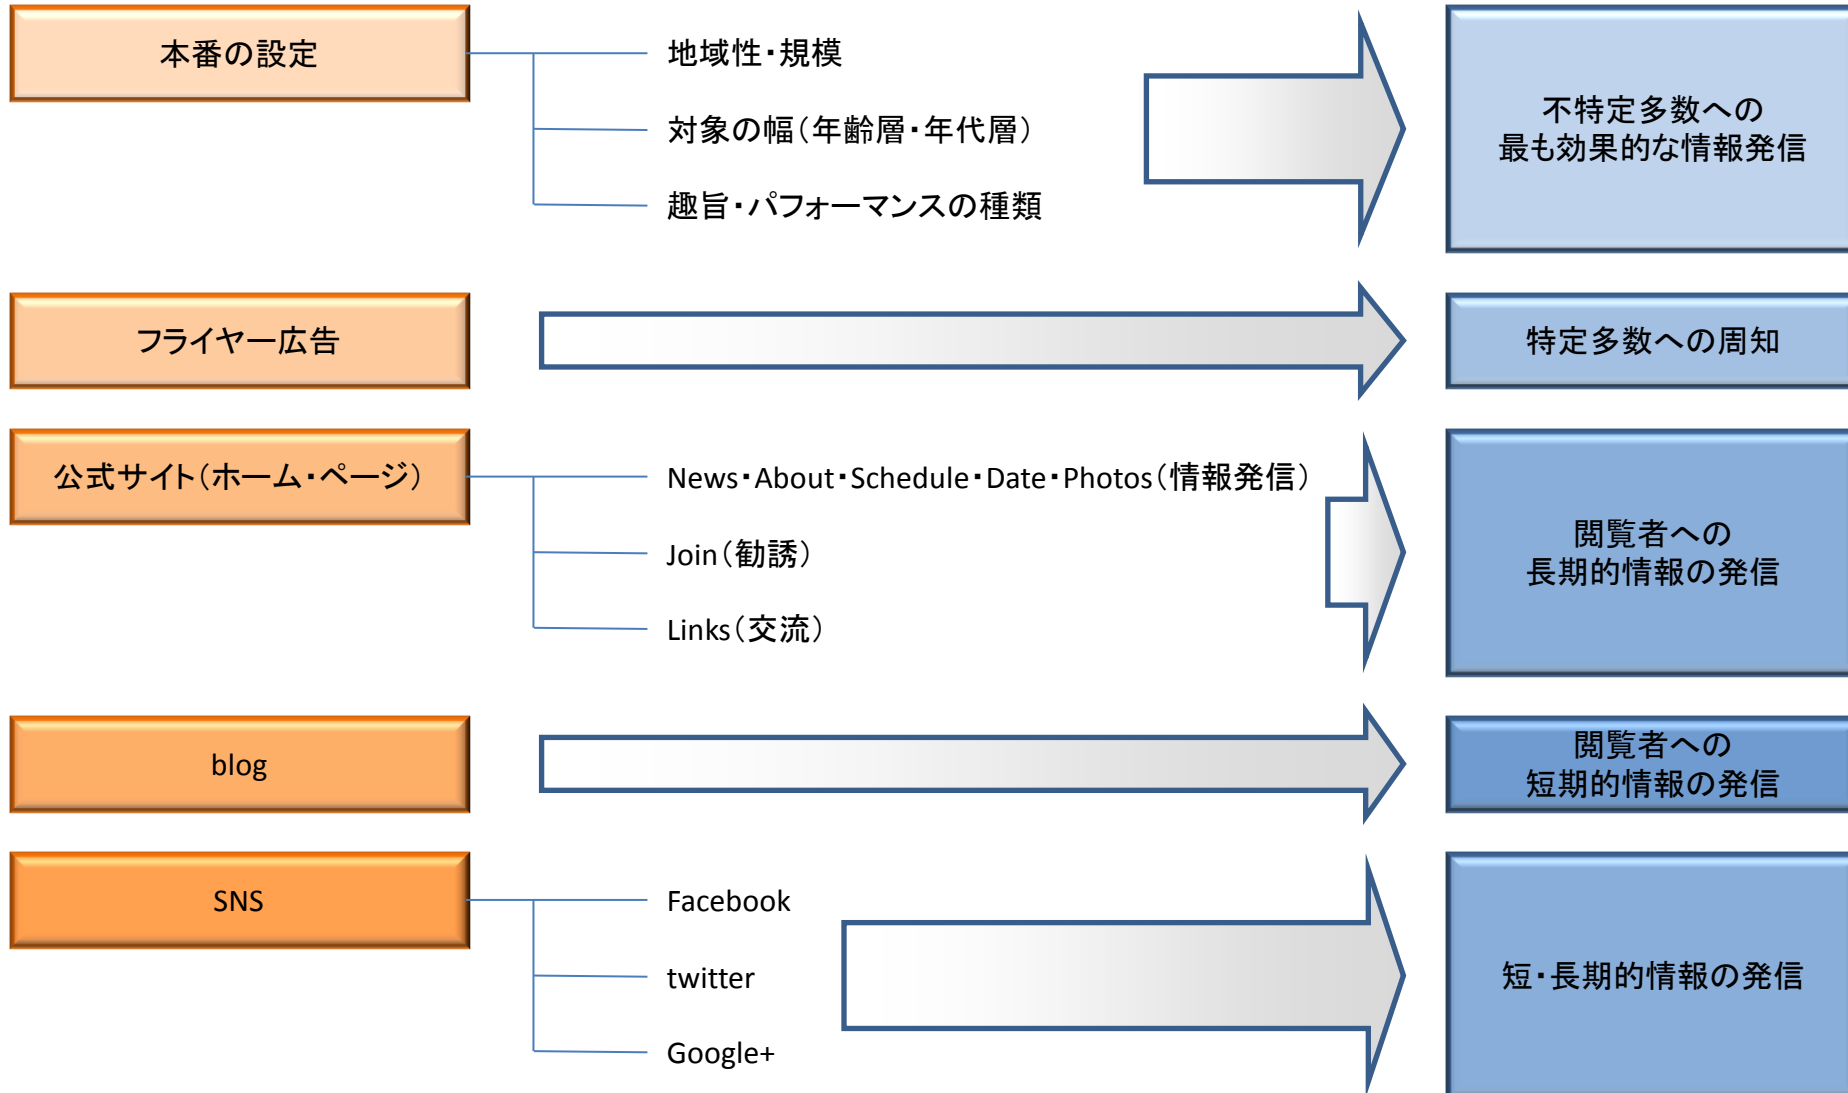 本番の設定
地域性・規模
対象の幅（年齢層・年代層）
趣旨・パフォーマンスの種類
不特定多数への
最も効果的な情報発信
フライヤー広告
特定多数への周知
公式サイト（ホーム・ページ）
News・About・Schedule・Date・Photos（情報発信）
Join（勧誘）
Links（交流）
閲覧者への
長期的情報の発信
blog
閲覧者への
短期的情報の発信
SNS
Facebook
twitter
Google+
短・長期的情報の発信